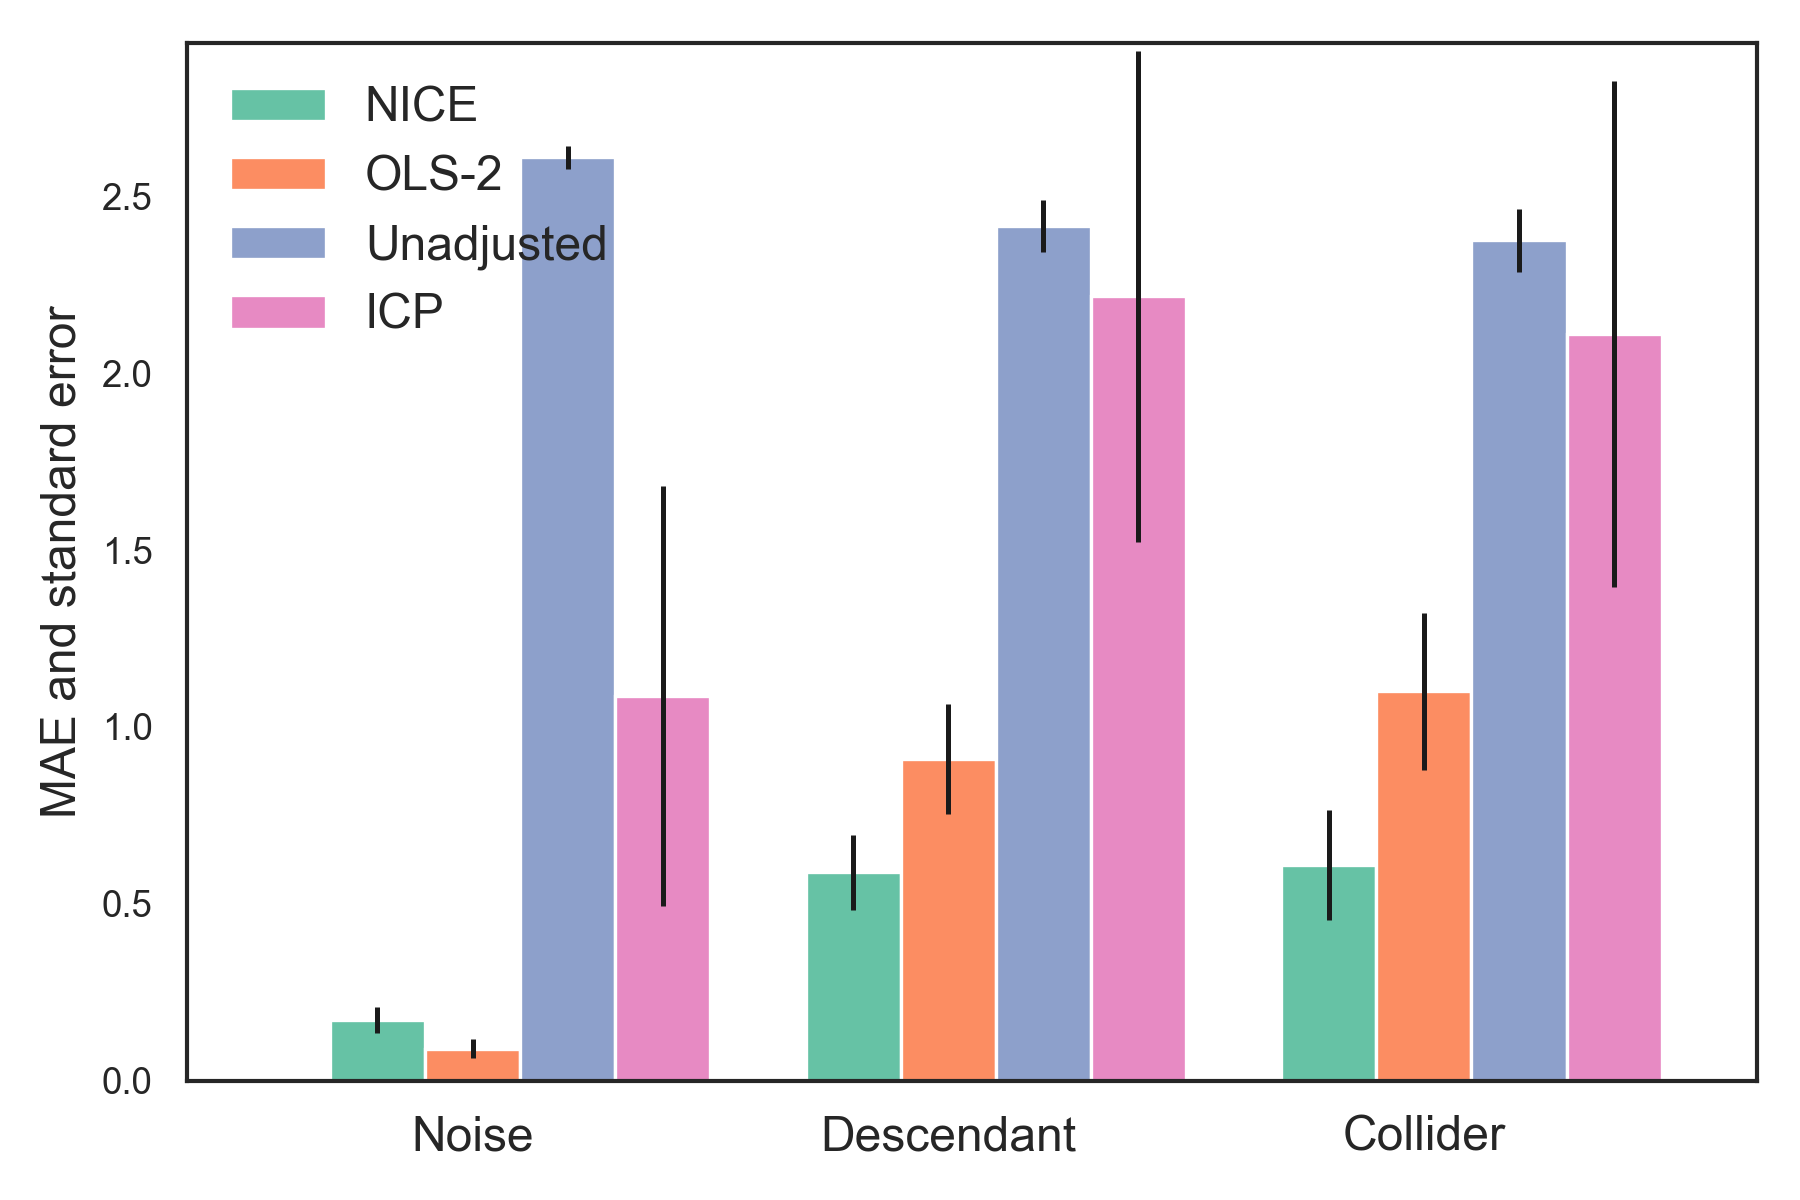 NICE
OLS-2
Unadjusted
ICP
MAE and standard error
2.5
2.0
1.5
1.0
0.5
0.0
Noise
Descendant
Collider